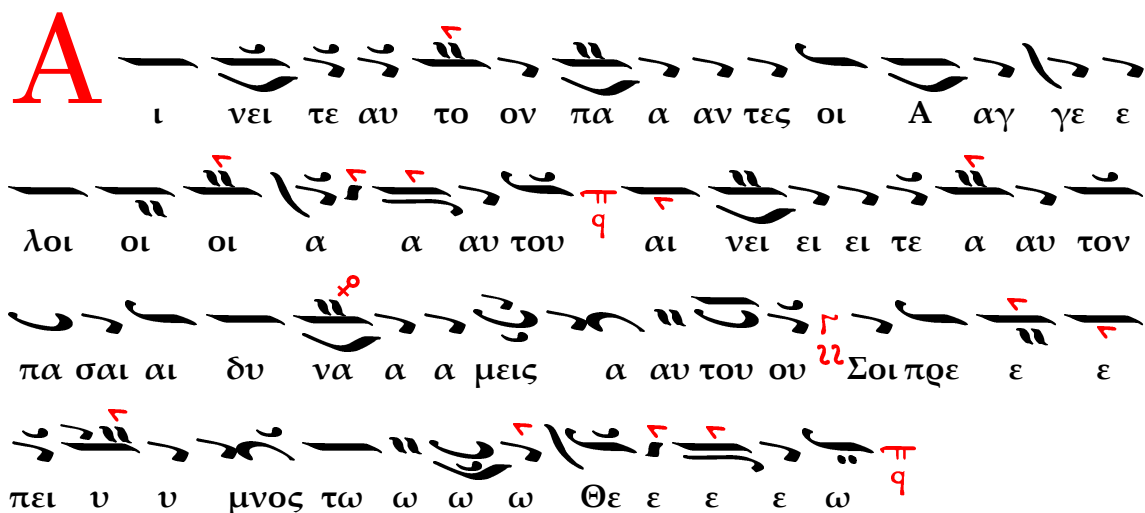 Α ι νει τε αυ το ον πα α αν τες οι Α αγ γε ε
λοι οι οι α α αυ του π q αι νει ει ει τε α αυ τον
πα σαι αι δυ να α α μεις α αυ του ου Σοι πρε ε ε
πει υ υ μνος τω ω ω ω Θε ε ε ω π q